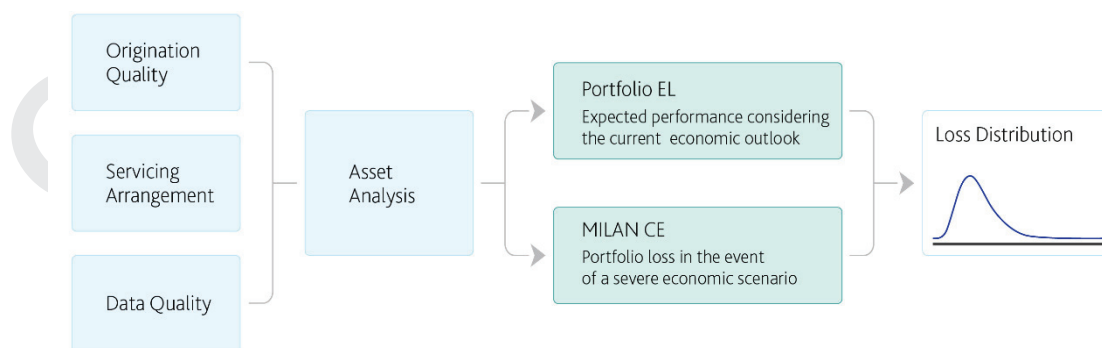 Origination
Quality
Servicing
Arrangement
Data Quality
Asset
Analysis
Portfolio EL
Expected performance considering
the current economic outlook
MILAN CE
Portfolio loss in the event
of a severe economic scenario
Loss Distribution